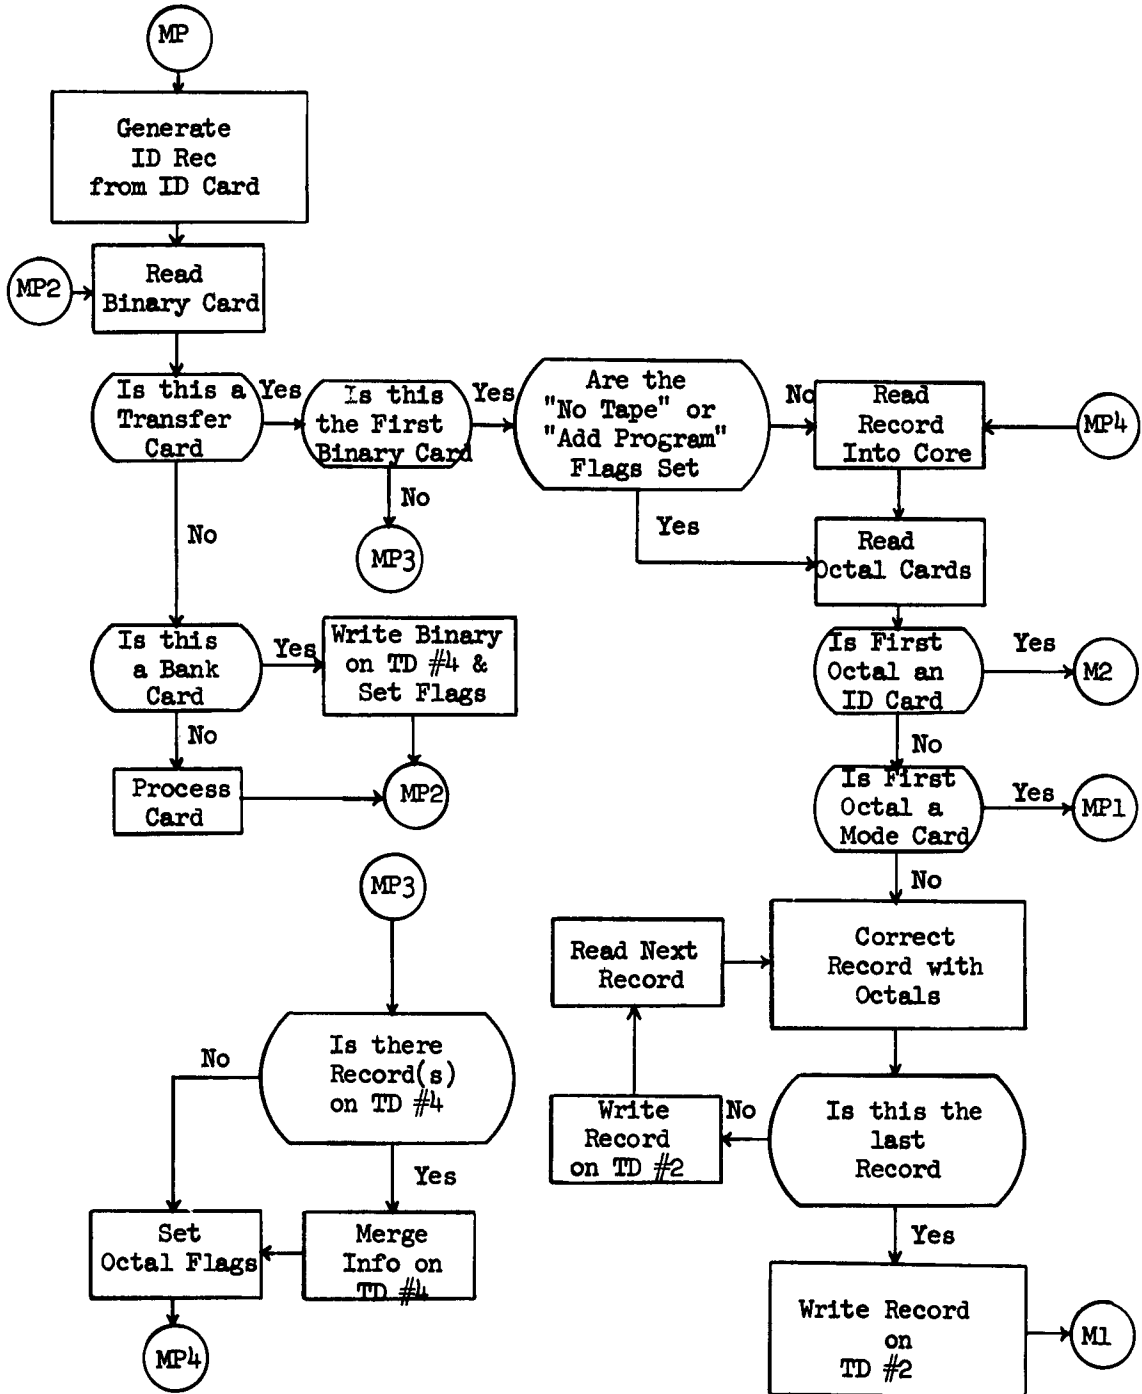 MP
Generate
ID Rec
from ID Card
MP2
Read
Binary Card
Is this a
Transfer
Card
Yes
Is this
the First
Binary Card
Yes
Are the
"No Tape" or
"Add Program"
Flags Set
No
Read
Record
Into Core
MP4
No
MP3
Yes
Read
Octal Cards
No
Is this
a Bank
Card
Yes
Write Binary
on TD #4 &
Set Flags
Is First
Octal an
ID Card
Yes
M2
No
No
Process
Card
MP2
Is First
Octal a
Mode Card
Yes
MP1
No
MP3
Read Next
Record
Correct
Record with
Octals
No
Is there
Record(s)
on TD #4
Write
Record
on TD #2
No
Is this the
last
Record
Yes
Yes
Set
Octal Flags
Merge
Info on
TD #4
Write Record
on
TD #2
M1
MP4